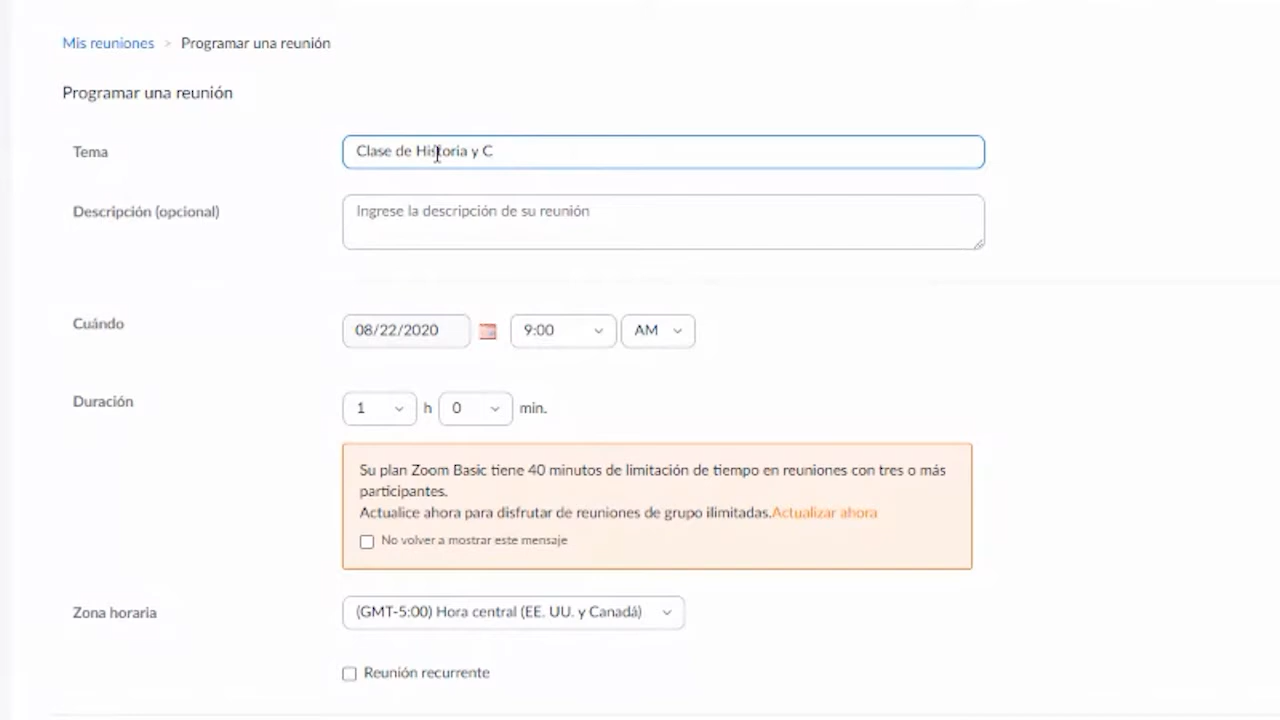 Mis reuniones > Programar una reunión
Programar una reunión
Tema
Clase de Historia y C
Descripción (opcional)
Ingrese la descripción de su reunión
Cuándo
08/22/2020 9:00 AM
Duración
1 h 0 min.
Su plan Zoom Basic tiene 40 minutos de limitación de tiempo en reuniones con tres o más
participantes.
Actualice ahora para disfrutar de reuniones de grupo ilimitadas.Actualizar ahora
No volver a mostrar este mensaje
Zona horaria
(GMT-5:00) Hora central (EE. UU. y Canadá)
Reunión recurrente